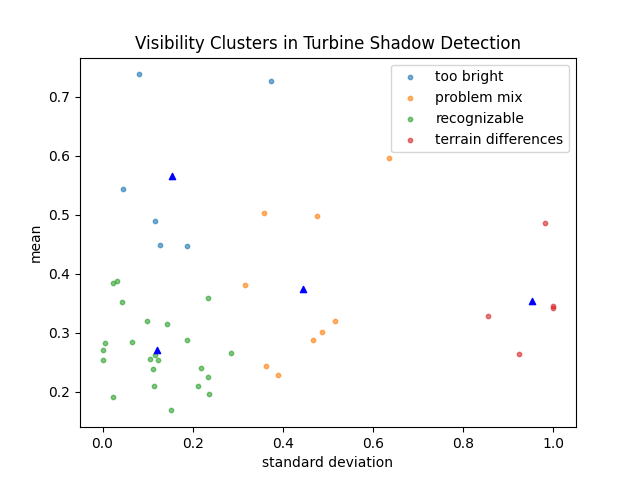 Visibility Clusters in Turbine Shadow Detection
too bright
problem mix
recognizable
terrain differences
mean
0.7
0.6
0.5
0.4
0.3
0.2
0.0 0.2 0.4 0.6 0.8 1.0
standard deviation